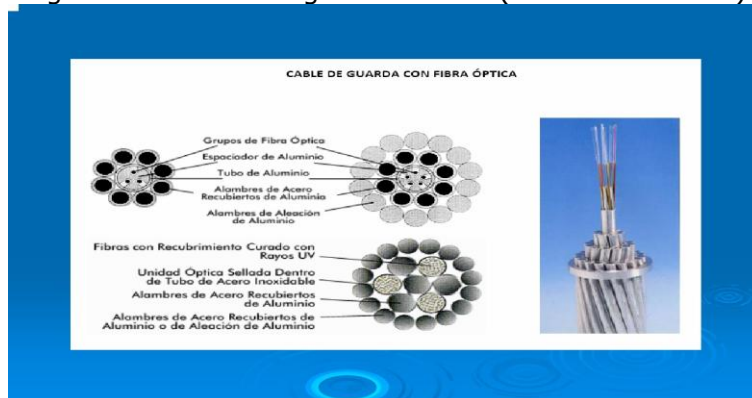 CABLE DE GUARDA CON FIBRA ÓPTICA
Grupos de Fibra Óptica
Espaciador de Aluminio
Tubo de Aluminio
Alambres de Acero
Recubiertos de Aluminio
Alambres de Aleación
de Aluminio
Fibras con Recubrimiento Curado con
Rayos UV
Unidad Óptica Sellada Dentro
de Tubo de Acero Inoxidable
Alambres de Acero Recubiertos
de Aluminio
Alambres de Acero Recubiertos de
Aluminio o de Aleación de Aluminio